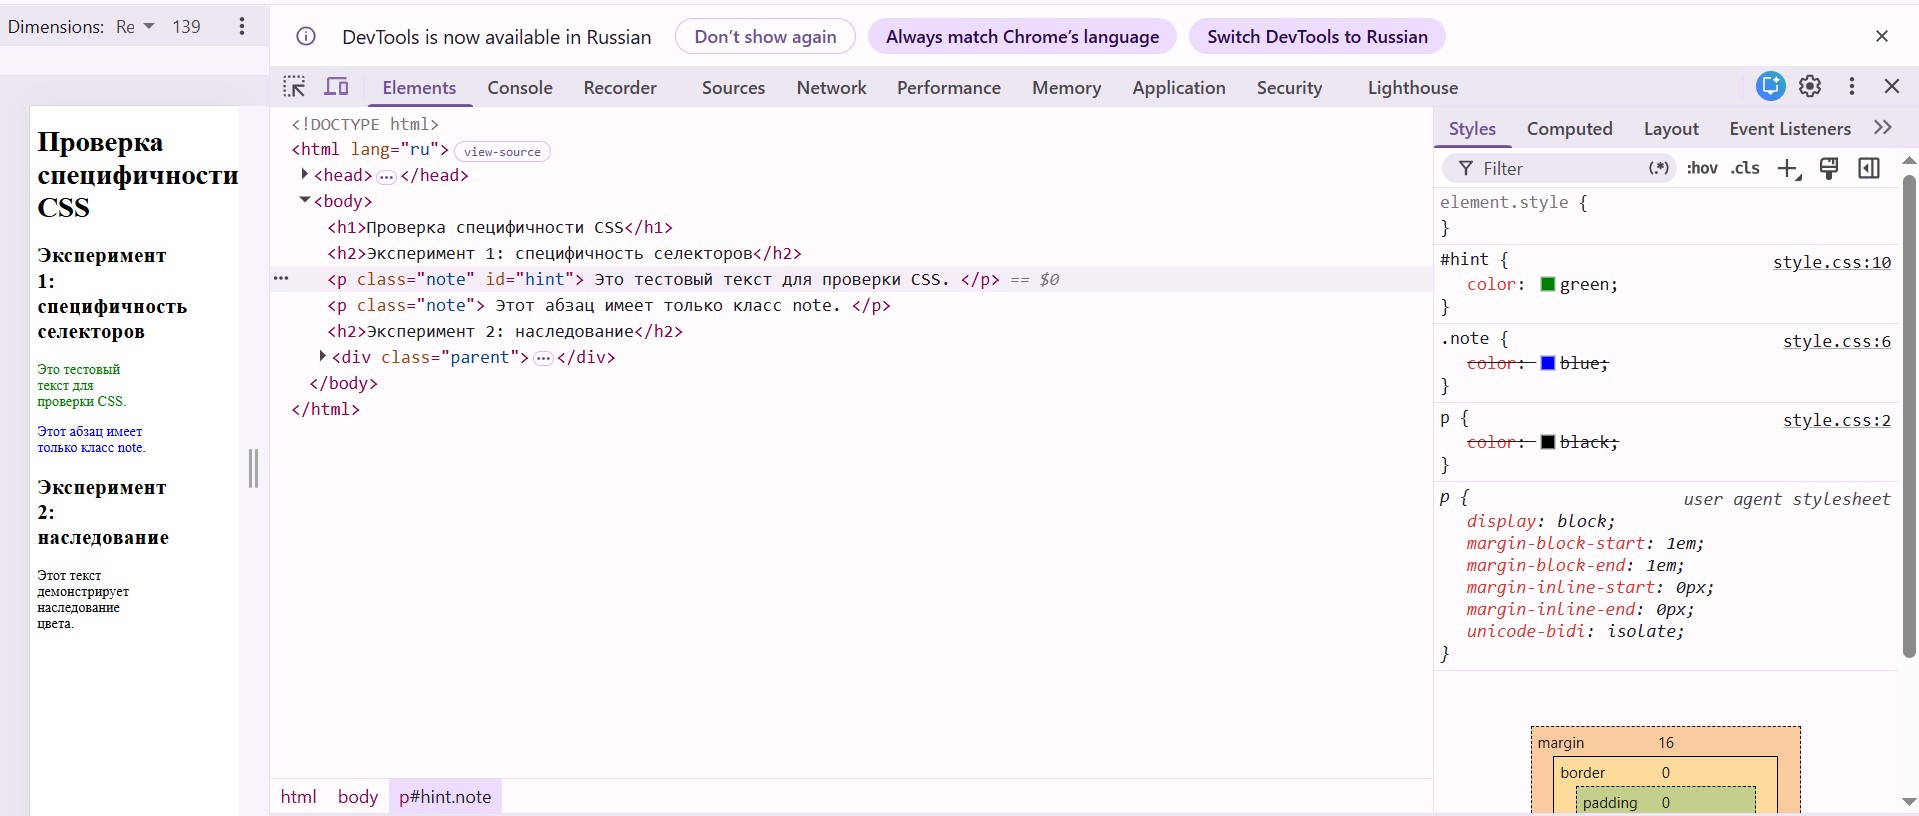 Dimensions: Re 139
DevTools is now available in Russian Don't show again Always match Chrome's language Switch DevTools to Russian
Elements Console Recorder Sources Network Performance Memory Application Security Lighthouse
Проверка
специфичности
CSS
Эксперимент
1:
специфичность
селекторов
Это тестовый
текст для
проверки CSS.
Этот абзац имеет
только класс note.
Эксперимент
2:
наследование
Этот текст
демонстрирует
наследование
цвета.
<!DOCTYPE html>
<html lang="ru"> view-source
<head> ••• </head>
<body>
<h1>Проверка специфичности CSS</h1>
<h2>Эксперимент 1: специфичность селекторов</h2>
••• <p class="note" id="hint"> Это тестовый текст для проверки CSS. </p> == $0
<p class="note"> Этот абзац имеет только класс note. </p>
<h2>Эксперимент 2: наследование</h2>
<div class="parent"> ••• </div>
</body>
</html>
html body p#hint.note
Styles Computed Layout Event Listeners
Filter (.*) :hov .cls
element.style {
}
#hint { style.css:10
color: green;
}
.note { style.css:6
color: blue;
}
p { style.css:2
color: black;
}
p { user agent stylesheet
display: block;
margin-block-start: 1em;
margin-block-end: 1em;
margin-inline-start: 0px;
margin-inline-end: 0px;
unicode-bidi: isolate;
}
margin 16
border 0
padding 0